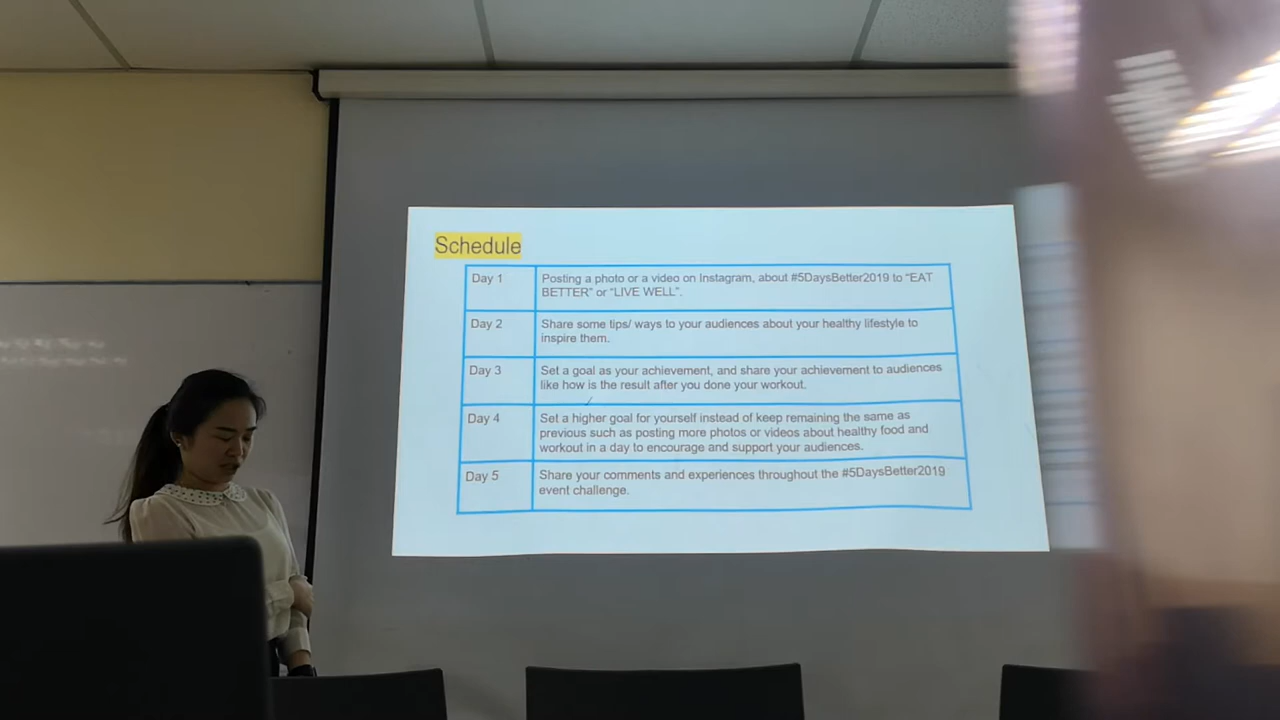 Schedule
Day 1
Posting a photo or a video on Instagram, about #5DaysBetter2019 to “EAT
BETTER” or “LIVE WELL”.
Day 2
Share some tips/ ways to your audiences about your healthy lifestyle to
inspire them.
Day 3
Set a goal as your achievement, and share your achievement to audiences
like how is the result after you done your workout.
Day 4
Set a higher goal for yourself instead of keep remaining the same as
previous such as posting more photos or videos about healthy food and
workout in a day to encourage and support your audiences.
Day 5
Share your comments and experiences throughout the #5DaysBetter2019
event challenge.